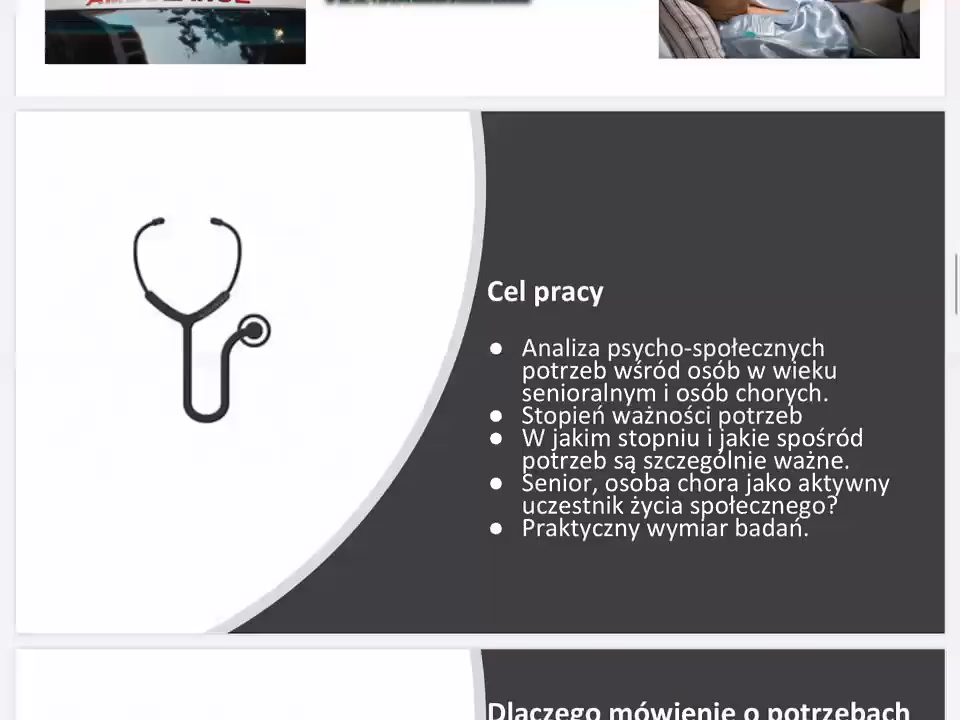 AMBULANCE
Cel pracy
● Analiza psycho-społecznych
potrzeb wśród osób w wieku
senioralnym i osób chorych.
● Stopień ważności potrzeb
● W jakim stopniu i jakie spośród
potrzeb są szczególnie ważne.
● Senior, osoba chora jako aktywny
uczestnik życia społecznego?
● Praktyczny wymiar badań.
Dlaczego mówienie o potrzebach